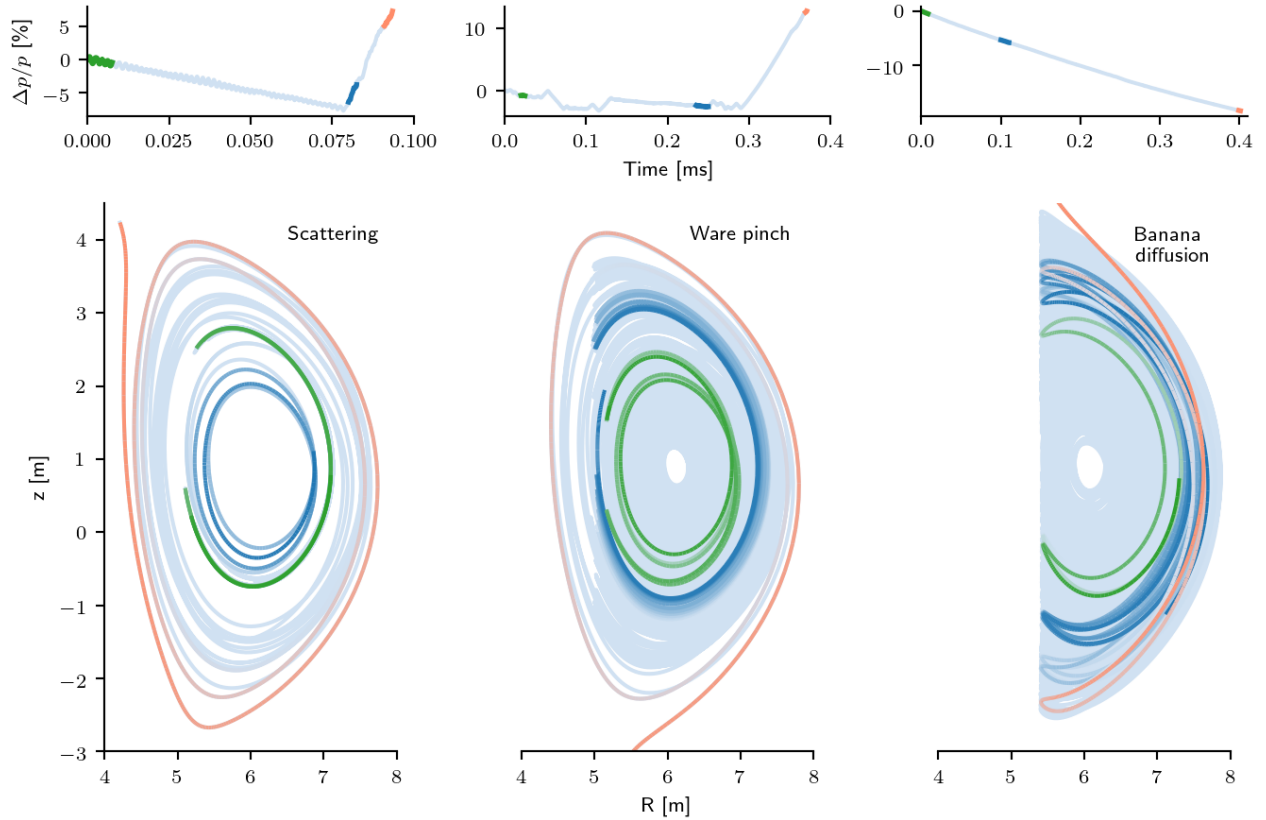 Δp/p [%]
5
0
−5
0.000 0.025 0.050 0.075 0.100
10
0
0.0 0.1 0.2 0.3 0.4
0
−10
0.0 0.1 0.2 0.3 0.4
Time [ms]
z [m]
4
3
2
1
0
−1
−2
−3
Scattering
Ware pinch
Banana
diffusion
4 5 6 7 8
4 5 6 7 8
4 5 6 7 8
R [m]